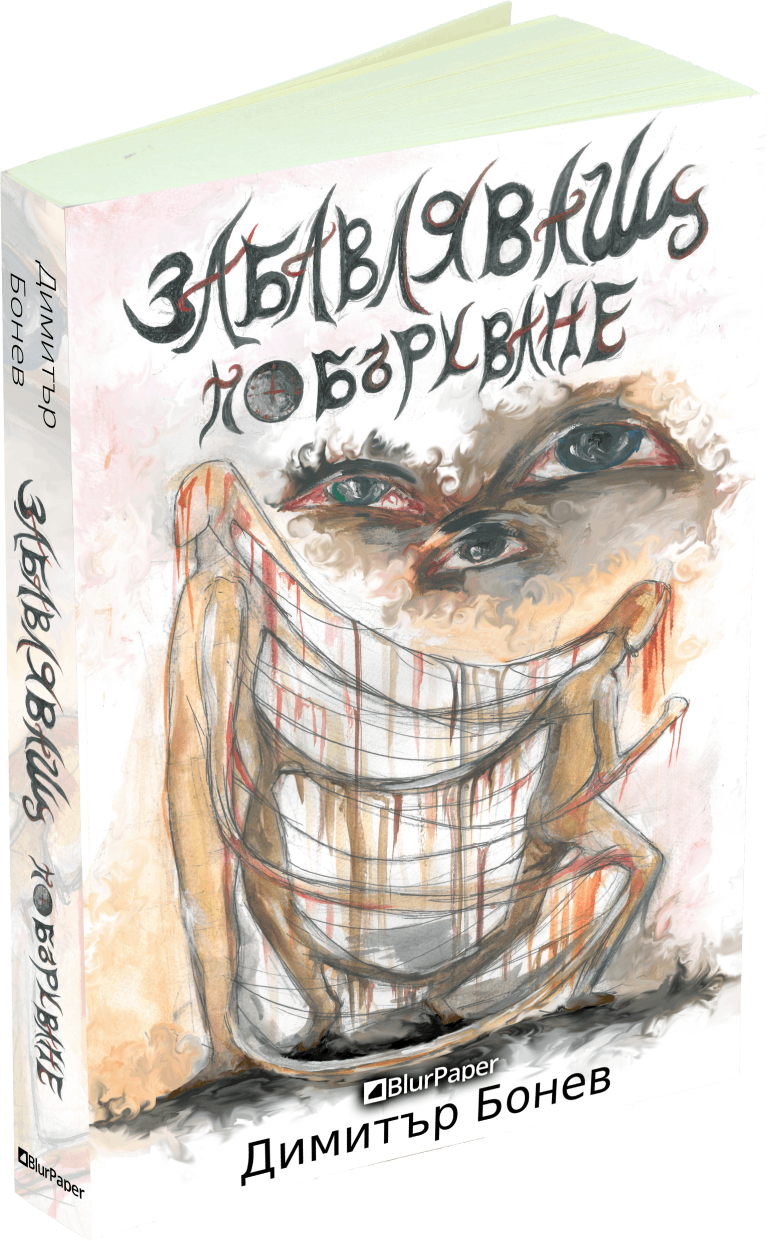 ЗАБАВЛЯВАЩО
ПОБЪРКВАНЕ
BlurPaper
Димитър Бонев
Димитър
Бонев
ЗАБАВЛЯВАЩО ПОБЪРКВАНЕ
BlurPaper